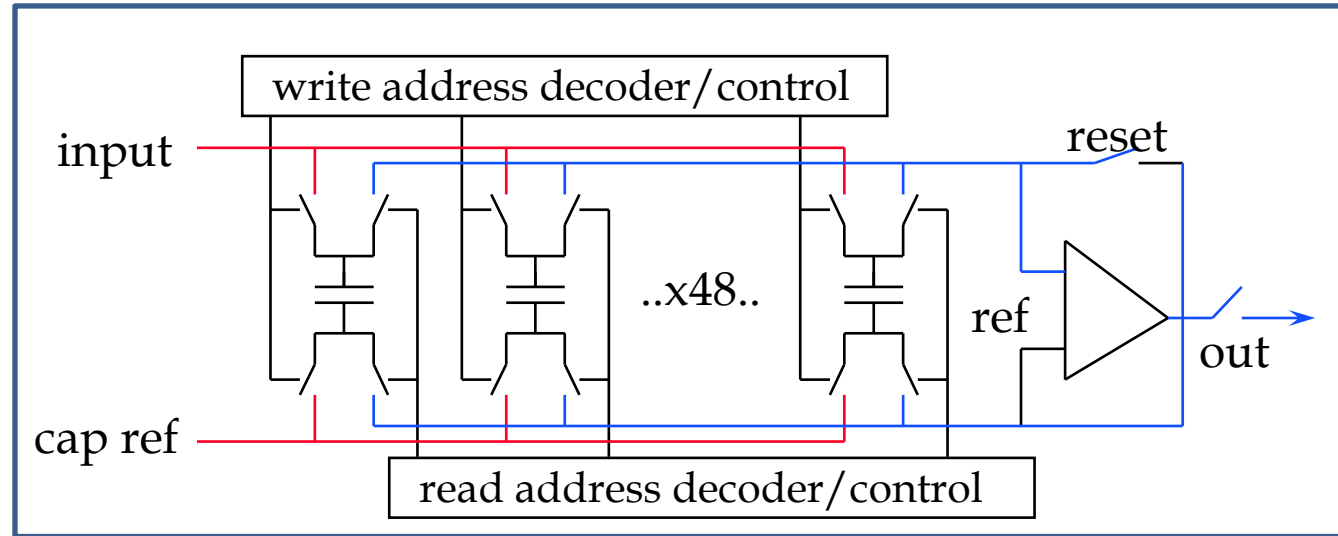 write address decoder/control
input
reset
..x48..
ref
out
cap ref
read address decoder/control